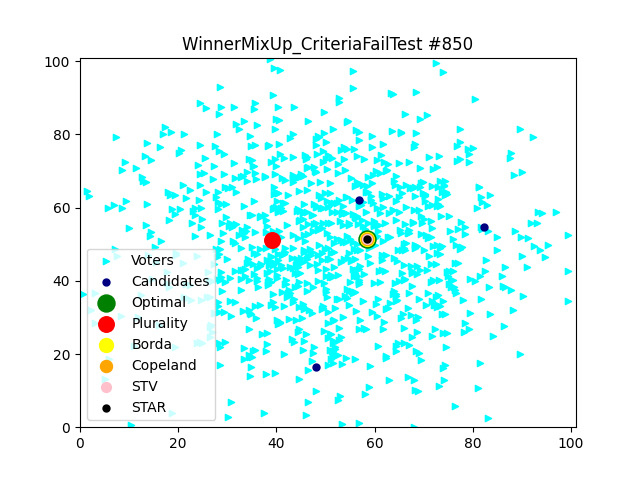 WinnerMixUp_CriteriaFailTest #850
100
80
60
40
20
0
0 20 40 60 80 100
Voters
Candidates
Optimal
Plurality
Borda
Copeland
STV
STAR